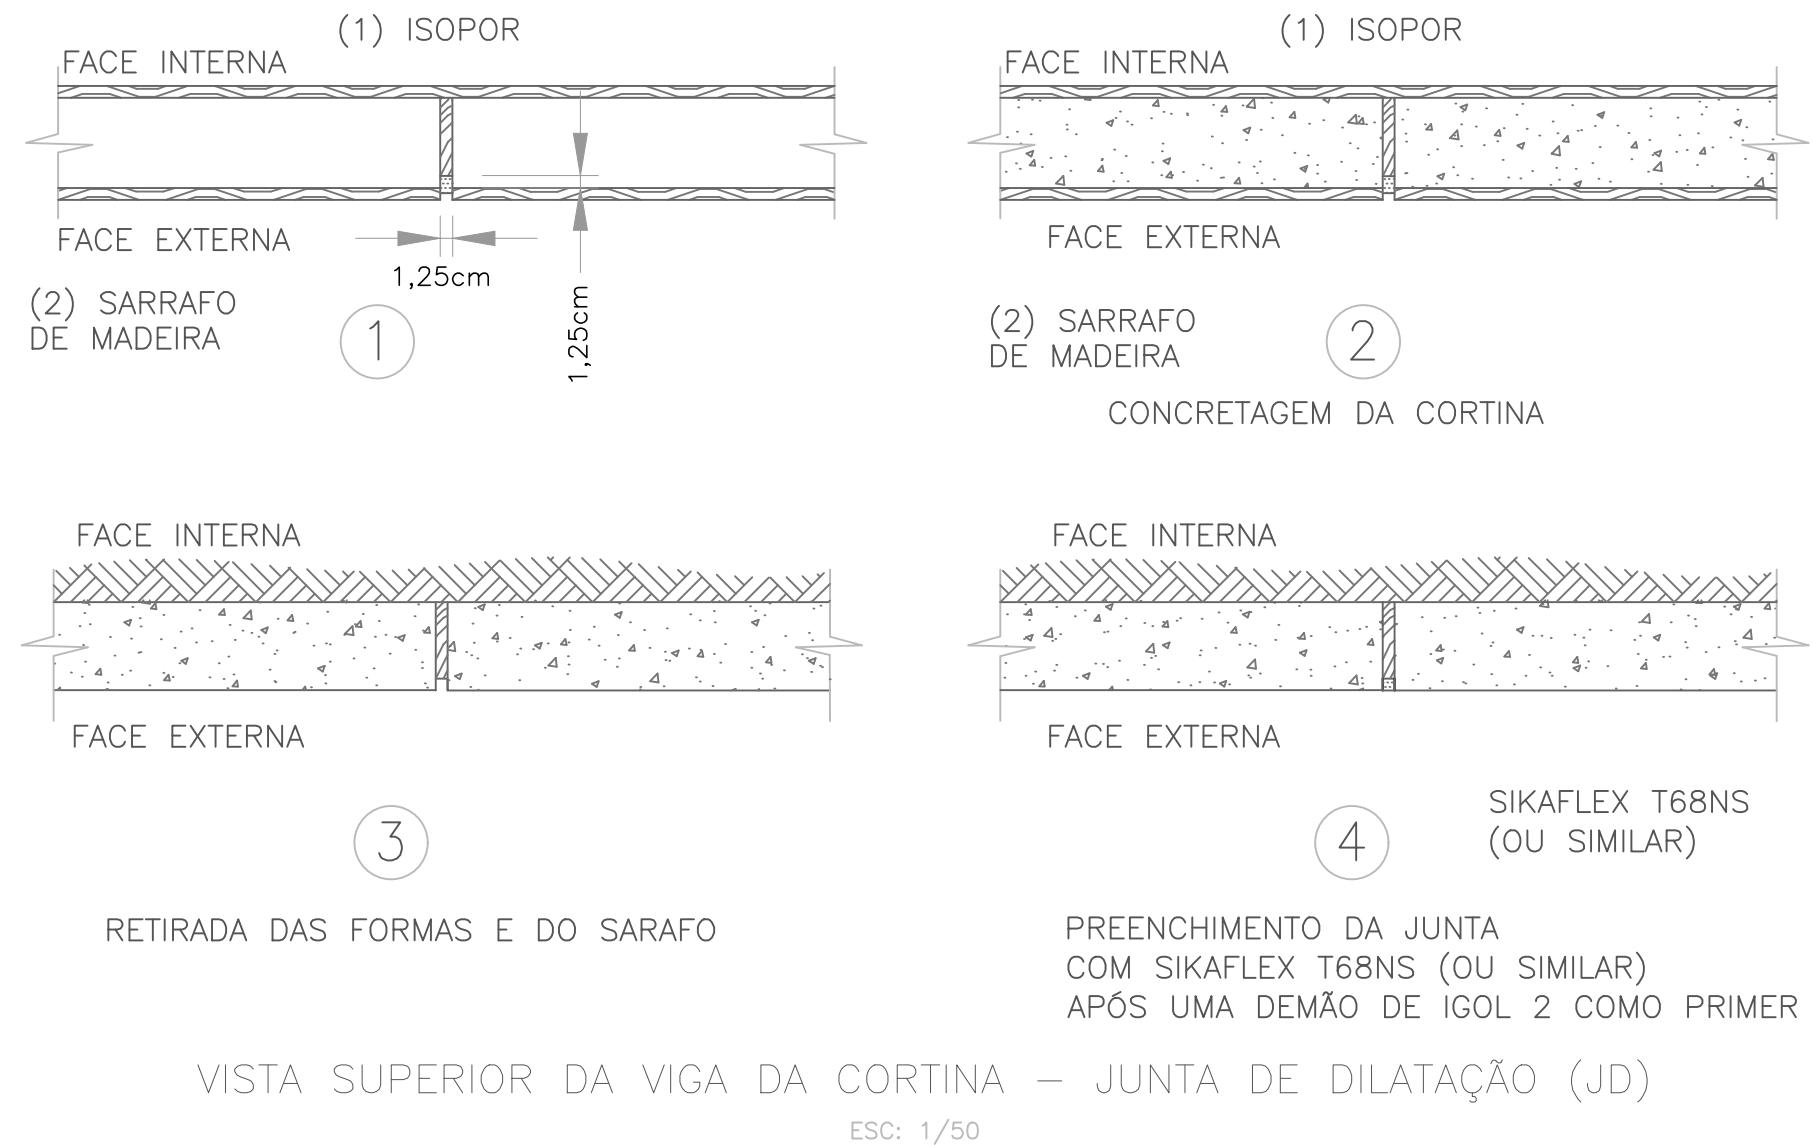 (1) ISOPOR
FACE INTERNA
FACE EXTERNA
1,25cm
1,25cm
(2) SARRAFO
DE MADEIRA
1
(1) ISOPOR
FACE INTERNA
FACE EXTERNA
(2) SARRAFO
DE MADEIRA
2
CONCRETAGEM DA CORTINA
FACE INTERNA
FACE EXTERNA
3
RETIRADA DAS FORMAS E DO SARAFO
FACE INTERNA
FACE EXTERNA
SIKAFLEX T68NS
(OU SIMILAR)
4
PREENCHIMENTO DA JUNTA
COM SIKAFLEX T68NS (OU SIMILAR)
APÓS UMA DEMÃO DE IGOL 2 COMO PRIMER
VISTA SUPERIOR DA VIGA DA CORTINA – JUNTA DE DILATAÇÃO (JD)
ESC: 1/50